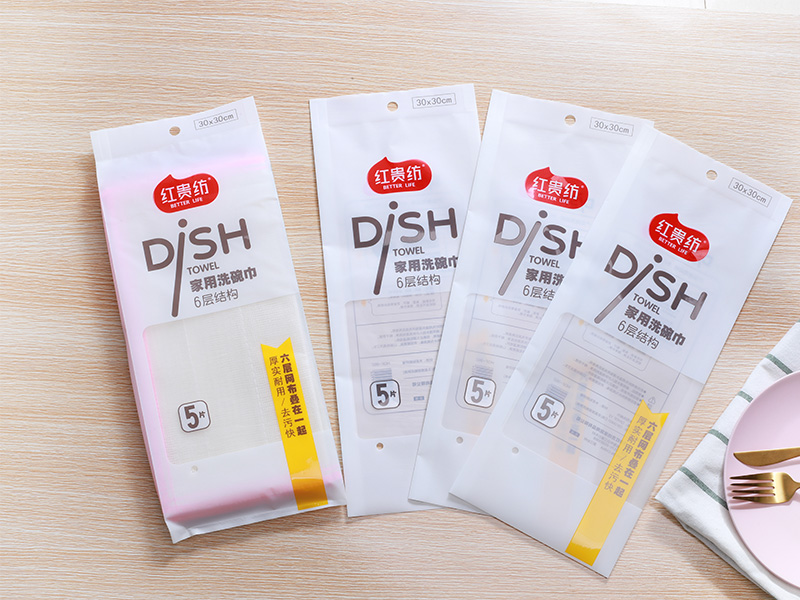 30x30cm
红贵纺®
BETTER LIFE
DISH
TOWEL
家用洗碗巾
6层结构
六层网布叠在一起
厚实耐用/去污快
5片
30x30cm
红贵纺®
BETTER LIFE
DISH
TOWEL
家用洗碗巾
6层结构
5片
30x30cm
红贵纺®
BETTER LIFE
DISH
TOWEL
家用洗碗
6层结
5片
30x30cm
红贵纺®
BETTER LIFE
DISH
TOWEL
家用洗碗巾
6层结构
六层网布叠在一起
厚实耐用/去污快
5片